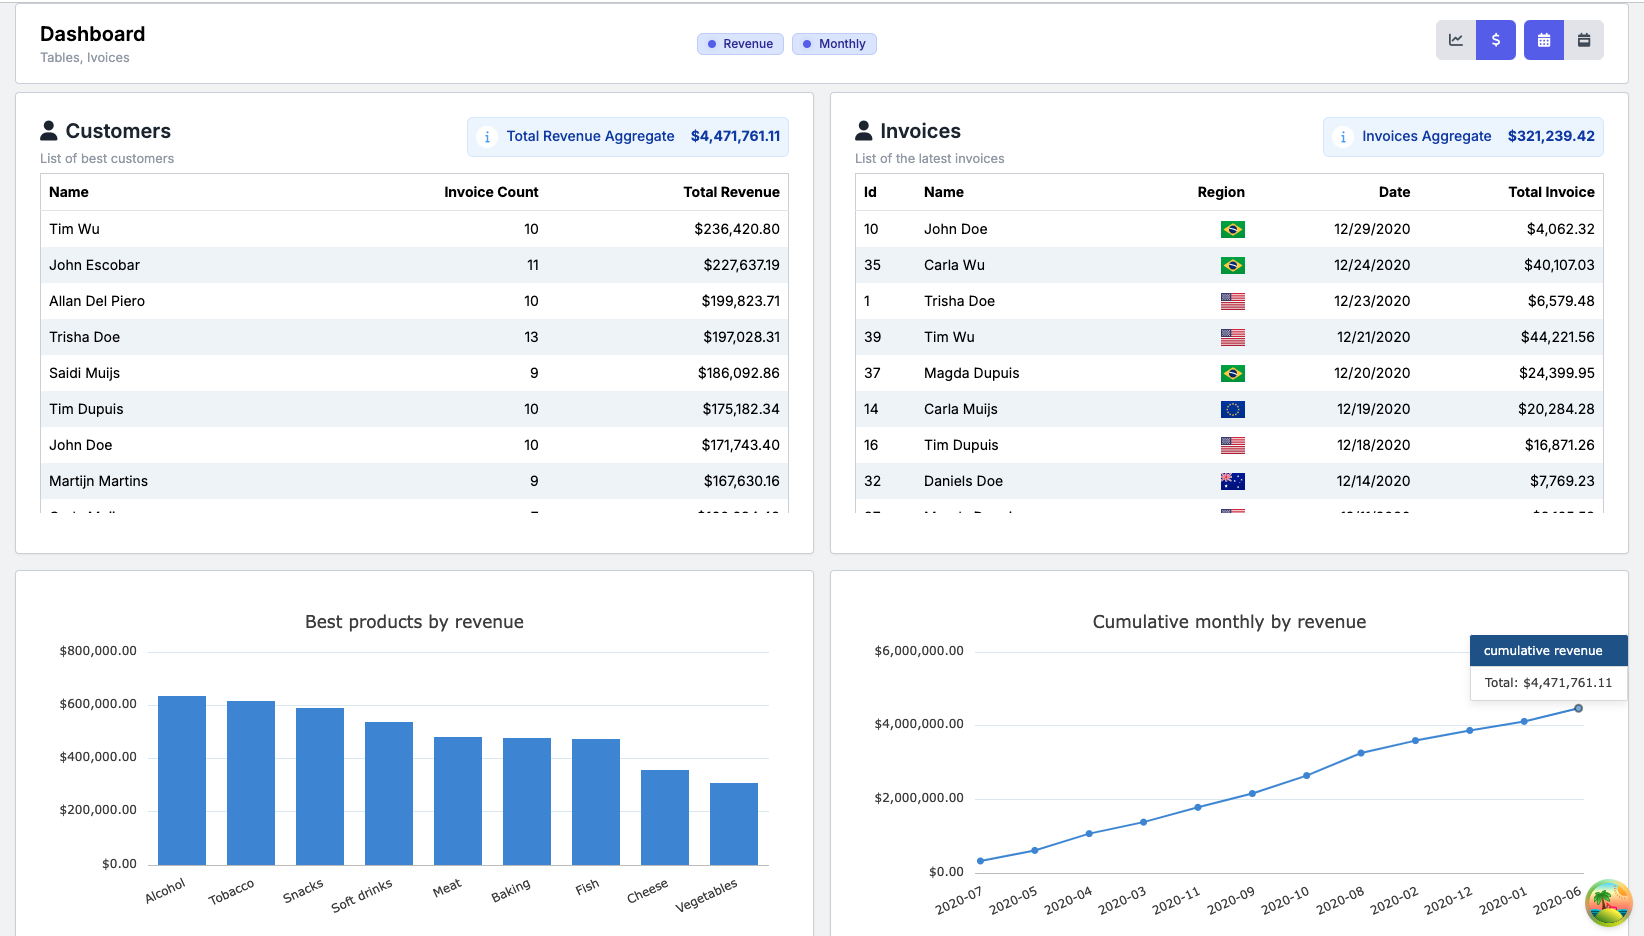 Dashboard
Tables, Ivoices
Revenue
Monthly
$
Customers
List of best customers
i Total Revenue Aggregate $4,471,761.11
Name Invoice Count Total Revenue
Tim Wu 10 $236,420.80
John Escobar 11 $227,637.19
Allan Del Piero 10 $199,823.71
Trisha Doe 13 $197,028.31
Saidi Muijs 9 $186,092.86
Tim Dupuis 10 $175,182.34
John Doe 10 $171,743.40
Martijn Martins 9 $167,630.16
Invoices
List of the latest invoices
i Invoices Aggregate $321,239.42
Id Name Region Date Total Invoice
10 John Doe 12/29/2020 $4,062.32
35 Carla Wu 12/24/2020 $40,107.03
1 Trisha Doe 12/23/2020 $6,579.48
39 Tim Wu 12/21/2020 $44,221.56
37 Magda Dupuis 12/20/2020 $24,399.95
14 Carla Muijs 12/19/2020 $20,284.28
16 Tim Dupuis 12/18/2020 $16,871.26
32 Daniels Doe 12/14/2020 $7,769.23
Best products by revenue
$800,000.00
$600,000.00
$400,000.00
$200,000.00
$0.00
Alcohol
Tobacco
Snacks
Soft drinks
Meat
Baking
Fish
Cheese
Vegetables
Cumulative monthly by revenue
cumulative revenue
Total: $4,471,761.11
$6,000,000.00
$4,000,000.00
$2,000,000.00
$0.00
2020-07
2020-05
2020-04
2020-03
2020-11
2020-09
2020-10
2020-08
2020-02
2020-12
2020-01
2020-06